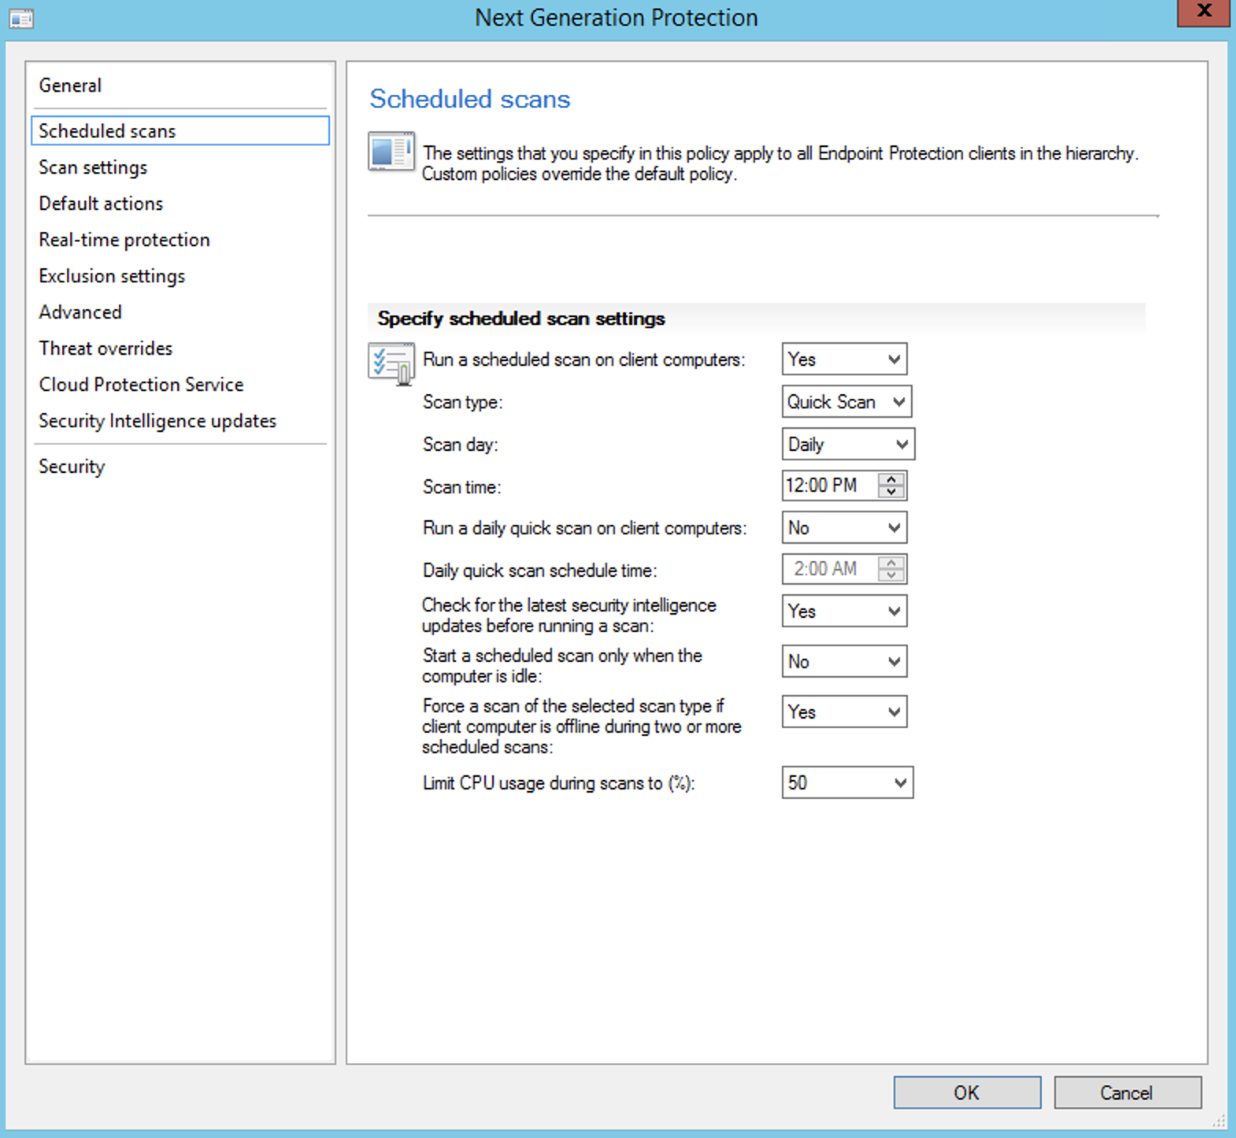 Next Generation Protection
X
General
Scheduled scans
Scan settings
Default actions
Real-time protection
Exclusion settings
Advanced
Threat overrides
Cloud Protection Service
Security Intelligence updates
Security
Scheduled scans
The settings that you specify in this policy apply to all Endpoint Protection clients in the hierarchy.
Custom policies override the default policy.
Specify scheduled scan settings
Run a scheduled scan on client computers: Yes
Scan type: Quick Scan
Scan day: Daily
Scan time: 12:00 PM
Run a daily quick scan on client computers: No
Daily quick scan schedule time: 2:00 AM
Check for the latest security intelligence
updates before running a scan: Yes
Start a scheduled scan only when the
computer is idle: No
Force a scan of the selected scan type if
client computer is offline during two or more
scheduled scans: Yes
Limit CPU usage during scans to (%): 50
OK Cancel